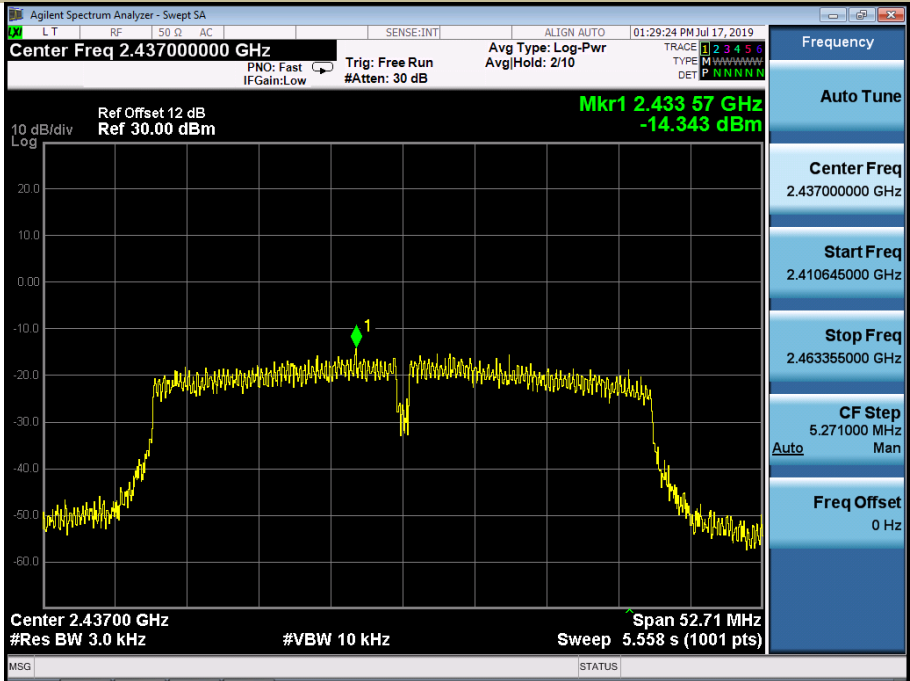 Agilent Spectrum Analyzer - Swept SA
LXI L T RF 50 Ω AC SENSE:INT ALIGN AUTO 01:29:24 PM Jul 17, 2019
Center Freq 2.437000000 GHz
PNO: Fast
IFGain:Low
Trig: Free Run
#Atten: 30 dB
Avg Type: Log-Pwr
Avg|Hold: 2/10
TRACE 1 2 3 4 5 6
TYPE M WWWWW
DET P N N N N N
Ref Offset 12 dB
Ref 30.00 dBm
10 dB/div
Log
Mkr1 2.433 57 GHz
-14.343 dBm
20.0
10.0
0.00
-10.0
-20.0
-30.0
-40.0
-50.0
-60.0
1
Center 2.43700 GHz
#Res BW 3.0 kHz
#VBW 10 kHz
Span 52.71 MHz
Sweep 5.558 s (1001 pts)
MSG
STATUS
Frequency
Auto Tune
Center Freq
2.437000000 GHz
Start Freq
2.410645000 GHz
Stop Freq
2.463355000 GHz
CF Step
5.271000 MHz
Auto Man
Freq Offset
0 Hz